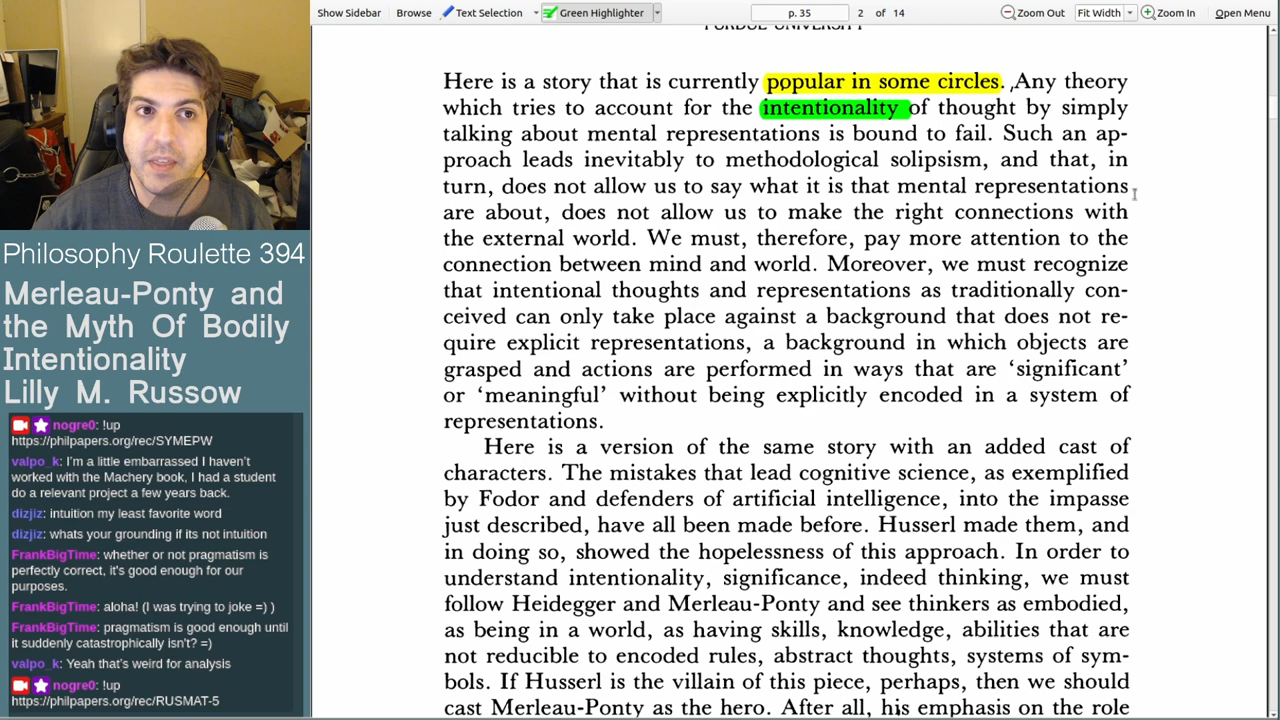 Show Sidebar Browse Text Selection Green Highlighter p. 35 2 of 14 Zoom Out Fit Width Zoom In Open Menu
PURDUE UNIVERSITY
Here is a story that is currently popular in some circles. Any theory
which tries to account for the intentionality of thought by simply
talking about mental representations is bound to fail. Such an ap-
proach leads inevitably to methodological solipsism, and that, in
turn, does not allow us to say what it is that mental representations
are about, does not allow us to make the right connections with
the external world. We must, therefore, pay more attention to the
connection between mind and world. Moreover, we must recognize
that intentional thoughts and representations as traditionally con-
ceived can only take place against a background that does not re-
quire explicit representations, a background in which objects are
grasped and actions are performed in ways that are ‘significant’
or ‘meaningful’ without being explicitly encoded in a system of
representations.
Here is a version of the same story with an added cast of
characters. The mistakes that lead cognitive science, as exemplified
by Fodor and defenders of artificial intelligence, into the impasse
just described, have all been made before. Husserl made them, and
in doing so, showed the hopelessness of this approach. In order to
understand intentionality, significance, indeed thinking, we must
follow Heidegger and Merleau-Ponty and see thinkers as embodied,
as being in a world, as having skills, knowledge, abilities that are
not reducible to encoded rules, abstract thoughts, systems of sym-
bols. If Husserl is the villain of this piece, perhaps, then we should
cast Merleau-Ponty as the hero. After all, his emphasis on the role
Philosophy Roulette 394
Merleau-Ponty and
the Myth Of Bodily
Intentionality
Lilly M. Russow
nogre0: !up
https://philpapers.org/rec/SYMEPW
valpo_k: I'm a little embarrassed I haven't
worked with the Machery book, I had a student
do a relevant project a few years back.
dizjiz: intuition my least favorite word
dizjiz: whats your grounding if its not intuition
FrankBigTime: whether or not pragmatism is
perfectly correct, it's good enough for our
purposes.
FrankBigTime: aloha! (I was trying to joke =) )
FrankBigTime: pragmatism is good enough until
it suddenly catastrophically isn't? =)
valpo_k: Yeah that's weird for analysis
nogre0: !up
https://philpapers.org/rec/RUSMAT-5